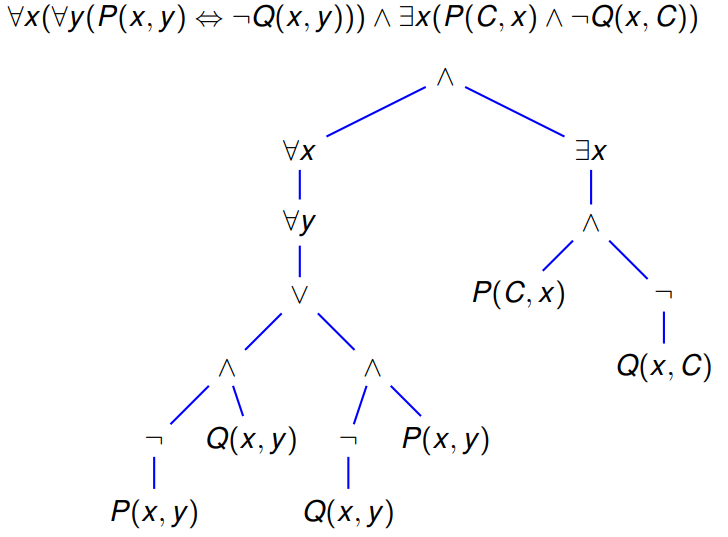 ∀x(∀y(P(x, y) ⇔ ¬Q(x, y))) ∧ ∃x(P(C, x) ∧ ¬Q(x, C))
∧
∀x ∃x
∀y ∧
∨ P(C, x) ¬
∧ ∧ Q(x, C)
¬ Q(x, y) ¬ P(x, y)
P(x, y) Q(x, y)